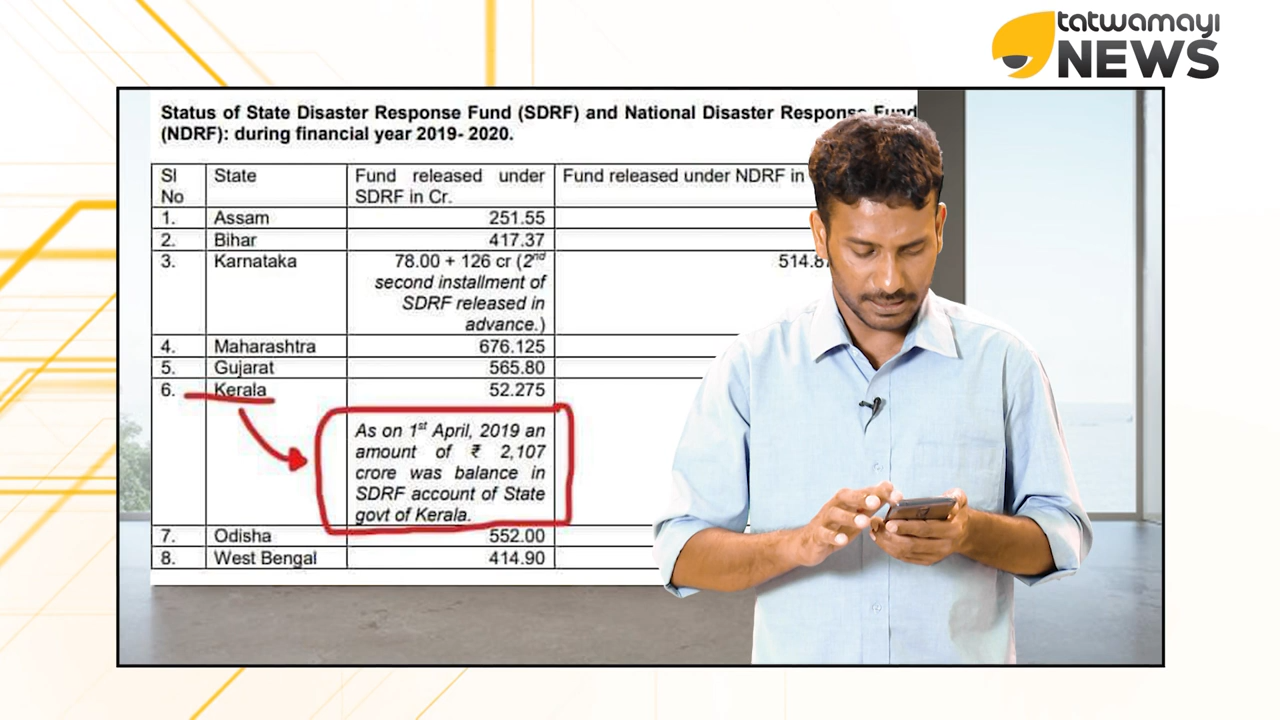 tatwamayi
NEWS
Status of State Disaster Response Fund (SDRF) and National Disaster Response Fund
(NDRF): during financial year 2019- 2020.
Sl No State Fund released under SDRF in Cr. Fund released under NDRF in
1. Assam 251.55
2. Bihar 417.37
3. Karnataka 78.00 + 126 cr (2nd 514.8
second installment of
SDRF released in
advance.)
4. Maharashtra 676.125
5. Gujarat 565.80
6. Kerala 52.275
As on 1st April, 2019 an
amount of ₹ 2,107
crore was balance in
SDRF account of State
govt of Kerala.
7. Odisha 552.00
8. West Bengal 414.90